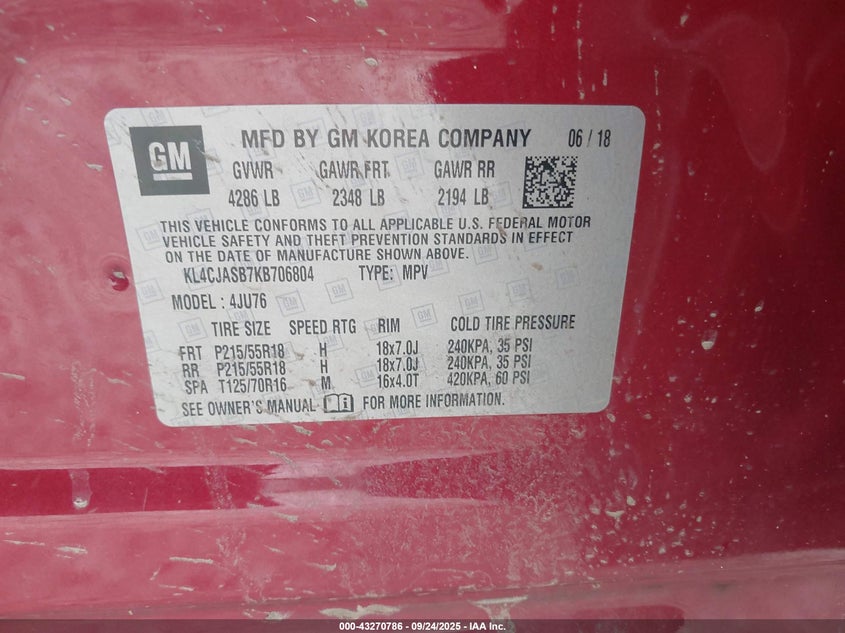 GM MFD BY GM KOREA COMPANY 06 / 18
GVWR GAWR FRT GAWR RR
4286 LB 2348 LB 2194 LB
THIS VEHICLE CONFORMS TO ALL APPLICABLE U.S. FEDERAL MOTOR
VEHICLE SAFETY AND THEFT PREVENTION STANDARDS IN EFFECT
ON THE DATE OF MANUFACTURE SHOWN ABOVE.
KL4CJASB7KB706804 TYPE: MPV
MODEL : 4JU76
TIRE SIZE SPEED RTG RIM COLD TIRE PRESSURE
FRT P215/55R18 H 18x7.0J 240KPA, 35 PSI
RR P215/55R18 H 18x7.0J 240KPA, 35 PSI
SPA T125/70R16 M 16x4.0T 420KPA, 60 PSI
SEE OWNER'S MANUAL FOR MORE INFORMATION.
000-43270786 - 09/24/2025 - IAA Inc.